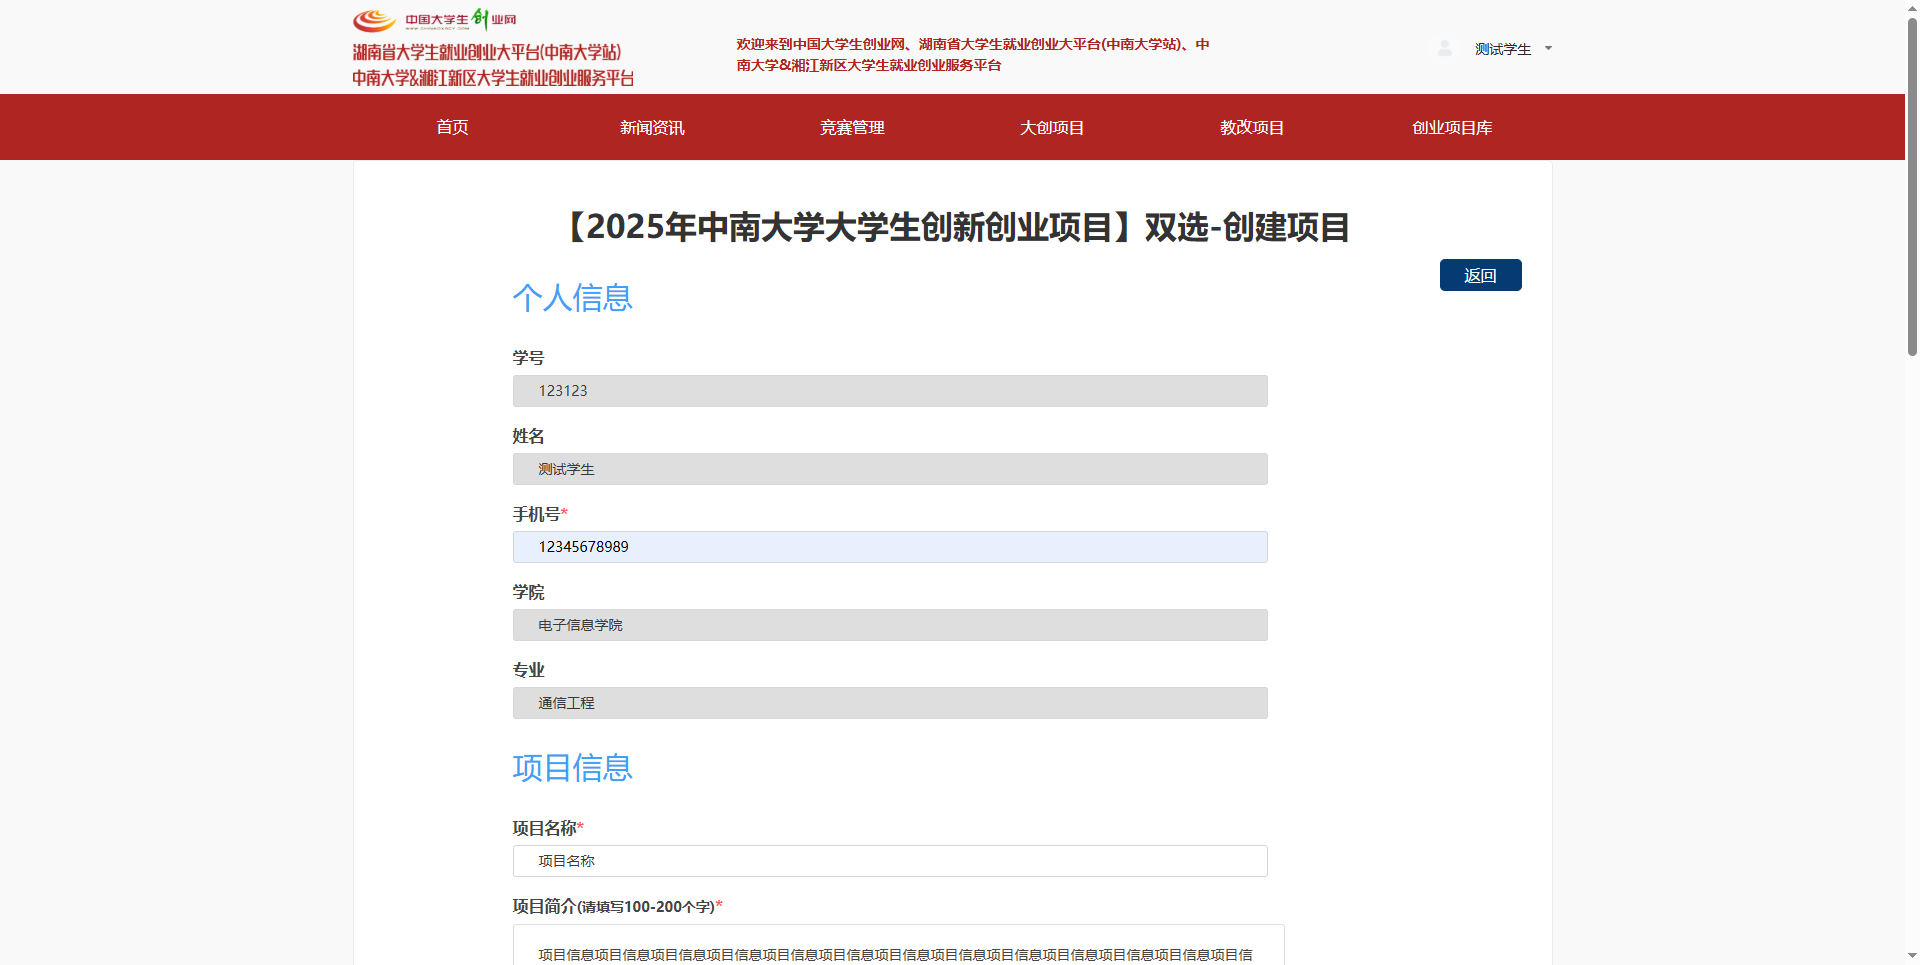 中国大学生创业网
湖南省大学生就业创业大平台(中南大学站)
中南大学&湘江新区大学生就业创业服务平台
欢迎来到中国大学生创业网、湖南省大学生就业创业大平台(中南大学站)、中
南大学&湘江新区大学生就业创业服务平台
测试学生
首页 新闻资讯 竞赛管理 大创项目 教改项目 创业项目库
【2025年中南大学大学生创新创业项目】双选-创建项目
返回
个人信息
学号
123123
姓名
测试学生
手机号*
12345678989
学院
电子信息学院
专业
通信工程
项目信息
项目名称*
项目名称
项目简介(请填写100-200个字)*
项目信息项目信息项目信息项目信息项目信息项目信息项目信息项目信息项目信息项目信息项目信息项目信息项目信